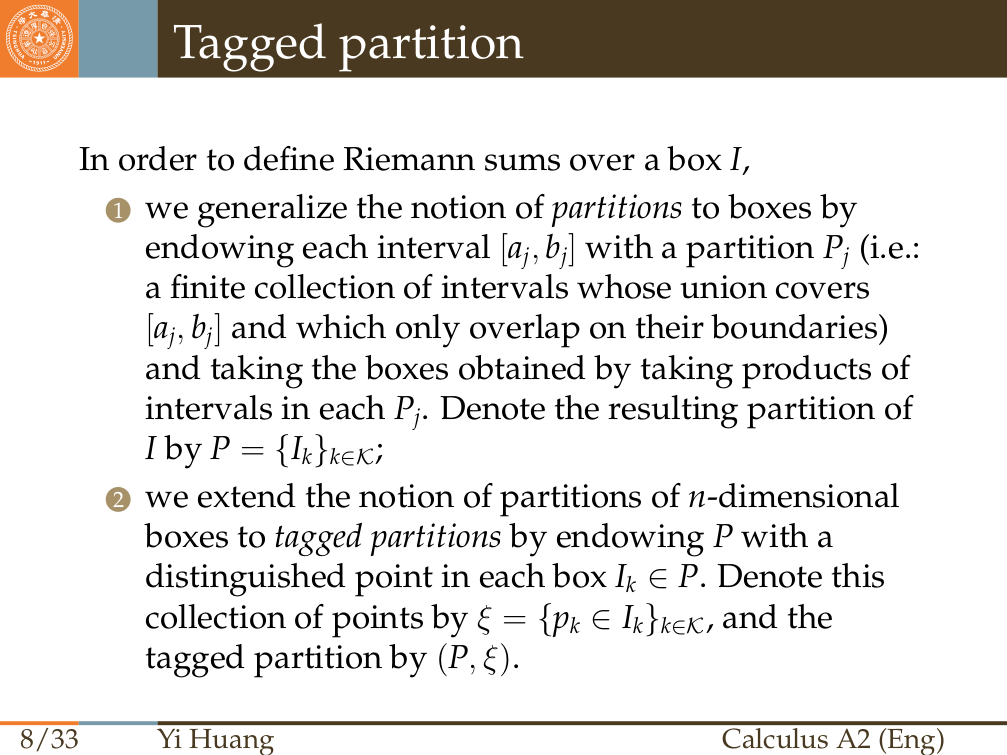 Tagged partition
In order to define Riemann sums over a box I,
1 we generalize the notion of partitions to boxes by
endowing each interval [a_j, b_j] with a partition P_j (i.e.:
a finite collection of intervals whose union covers
[a_j, b_j] and which only overlap on their boundaries)
and taking the boxes obtained by taking products of
intervals in each P_j. Denote the resulting partition of
I by P = {I_k}_{k∈𝒦};
2 we extend the notion of partitions of n-dimensional
boxes to tagged partitions by endowing P with a
distinguished point in each box I_k ∈ P. Denote this
collection of points by ξ = {p_k ∈ I_k}_{k∈𝒦}, and the
tagged partition by (P, ξ).
8/33 Yi Huang Calculus A2 (Eng)